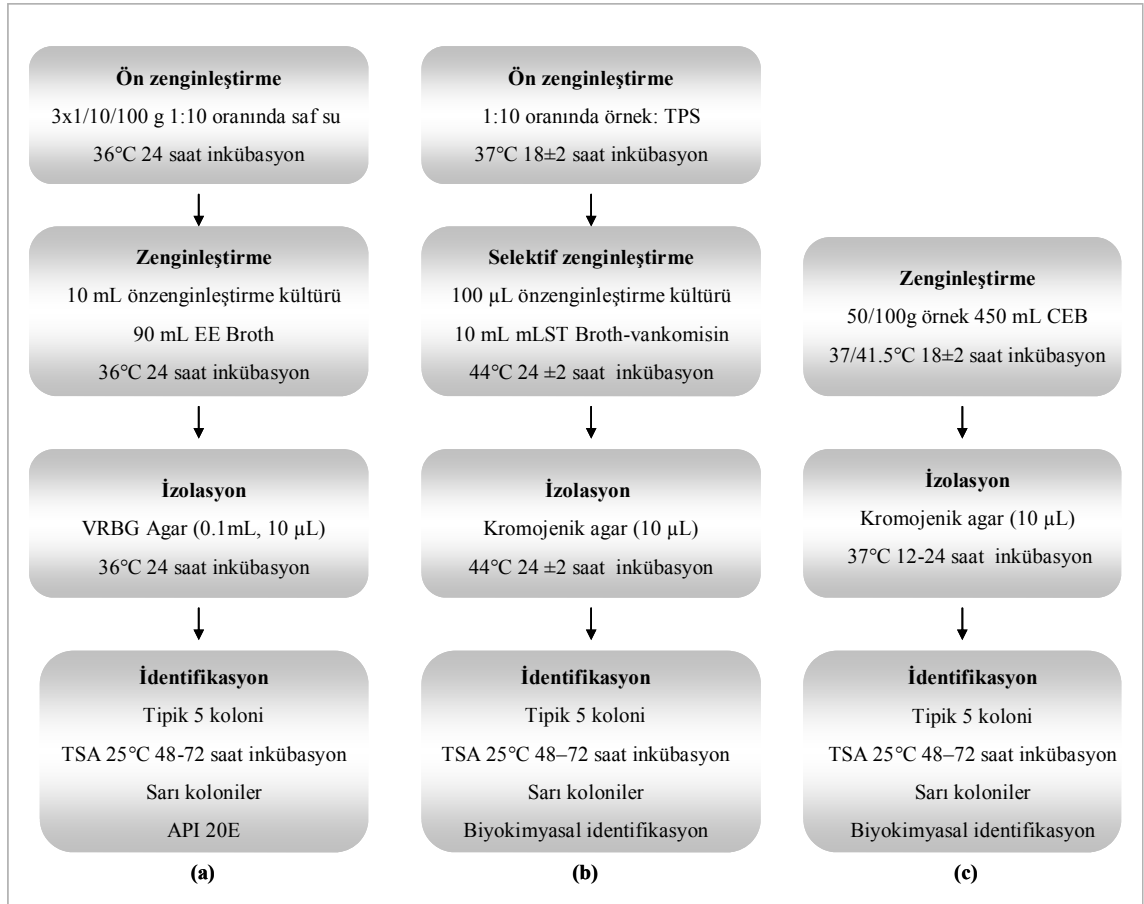 Ön zenginleştirme
3x1/10/100 g 1:10 oranında saf su
36°C 24 saat inkübasyon
Zenginleştirme
10 mL önzenginleştirme kültürü
90 mL EE Broth
36°C 24 saat inkübasyon
İzolasyon
VRBG Agar (0.1mL, 10 µL)
36°C 24 saat inkübasyon
İdentifikasyon
Tipik 5 koloni
TSA 25°C 48-72 saat inkübasyon
Sarı koloniler
API 20E
(a)
Ön zenginleştirme
1:10 oranında örnek: TPS
37°C 18±2 saat inkübasyon
Selektif zenginleştirme
100 µL önzenginleştirme kültürü
10 mL mLST Broth-vankomisin
44°C 24 ±2 saat inkübasyon
İzolasyon
Kromojenik agar (10 µL)
44°C 24 ±2 saat inkübasyon
İdentifikasyon
Tipik 5 koloni
TSA 25°C 48–72 saat inkübasyon
Sarı koloniler
Biyokimyasal identifikasyon
(b)
Zenginleştirme
50/100g örnek 450 mL CEB
37/41.5°C 18±2 saat inkübasyon
İzolasyon
Kromojenik agar (10 µL)
37°C 12-24 saat inkübasyon
İdentifikasyon
Tipik 5 koloni
TSA 25°C 48–72 saat inkübasyon
Sarı koloniler
Biyokimyasal identifikasyon
(c)